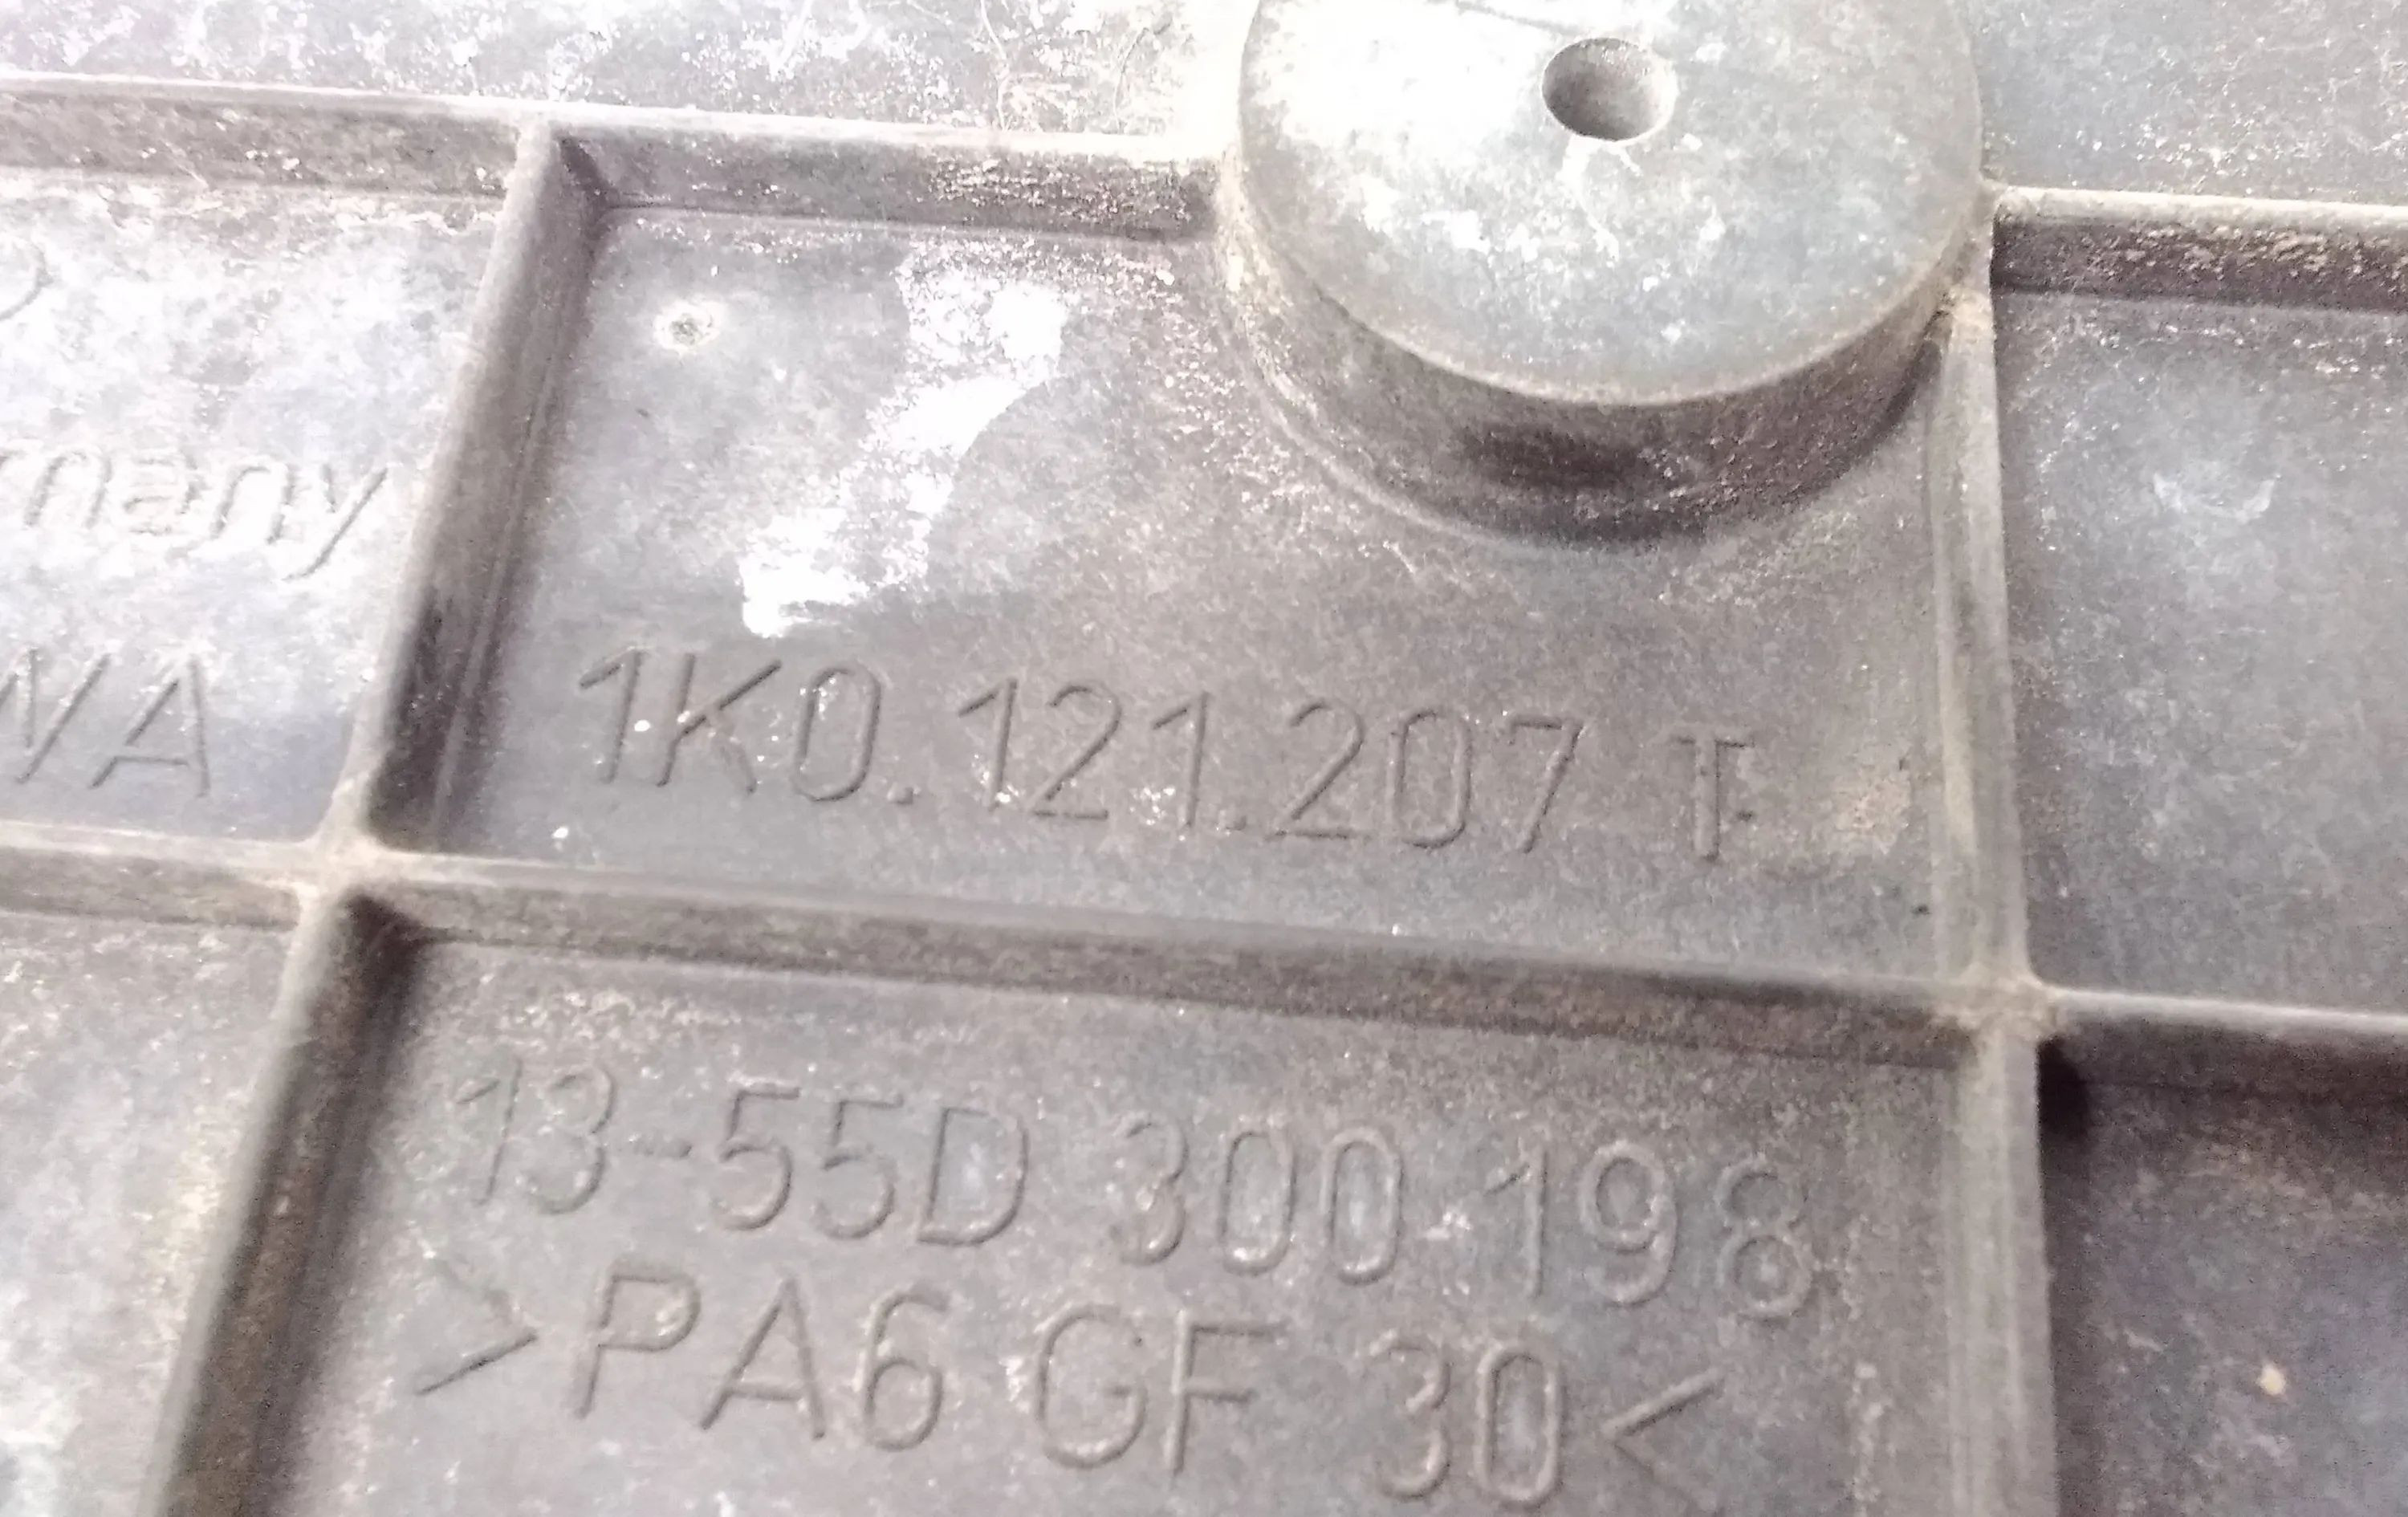 many
WA
1K0.121.207 T
13-55D 300 198
>PA6 GF 30<